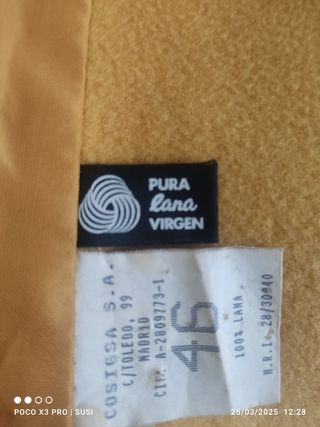 PURA
Lana
VIRGEN
COSIESA S.A.
C/TOLEDO, 99
MADRID
CIF. A-2809773-1
46
100% LANA
N.R.I. 28/30840
POCO X3 PRO | SUSI
25/03/2025 12:28